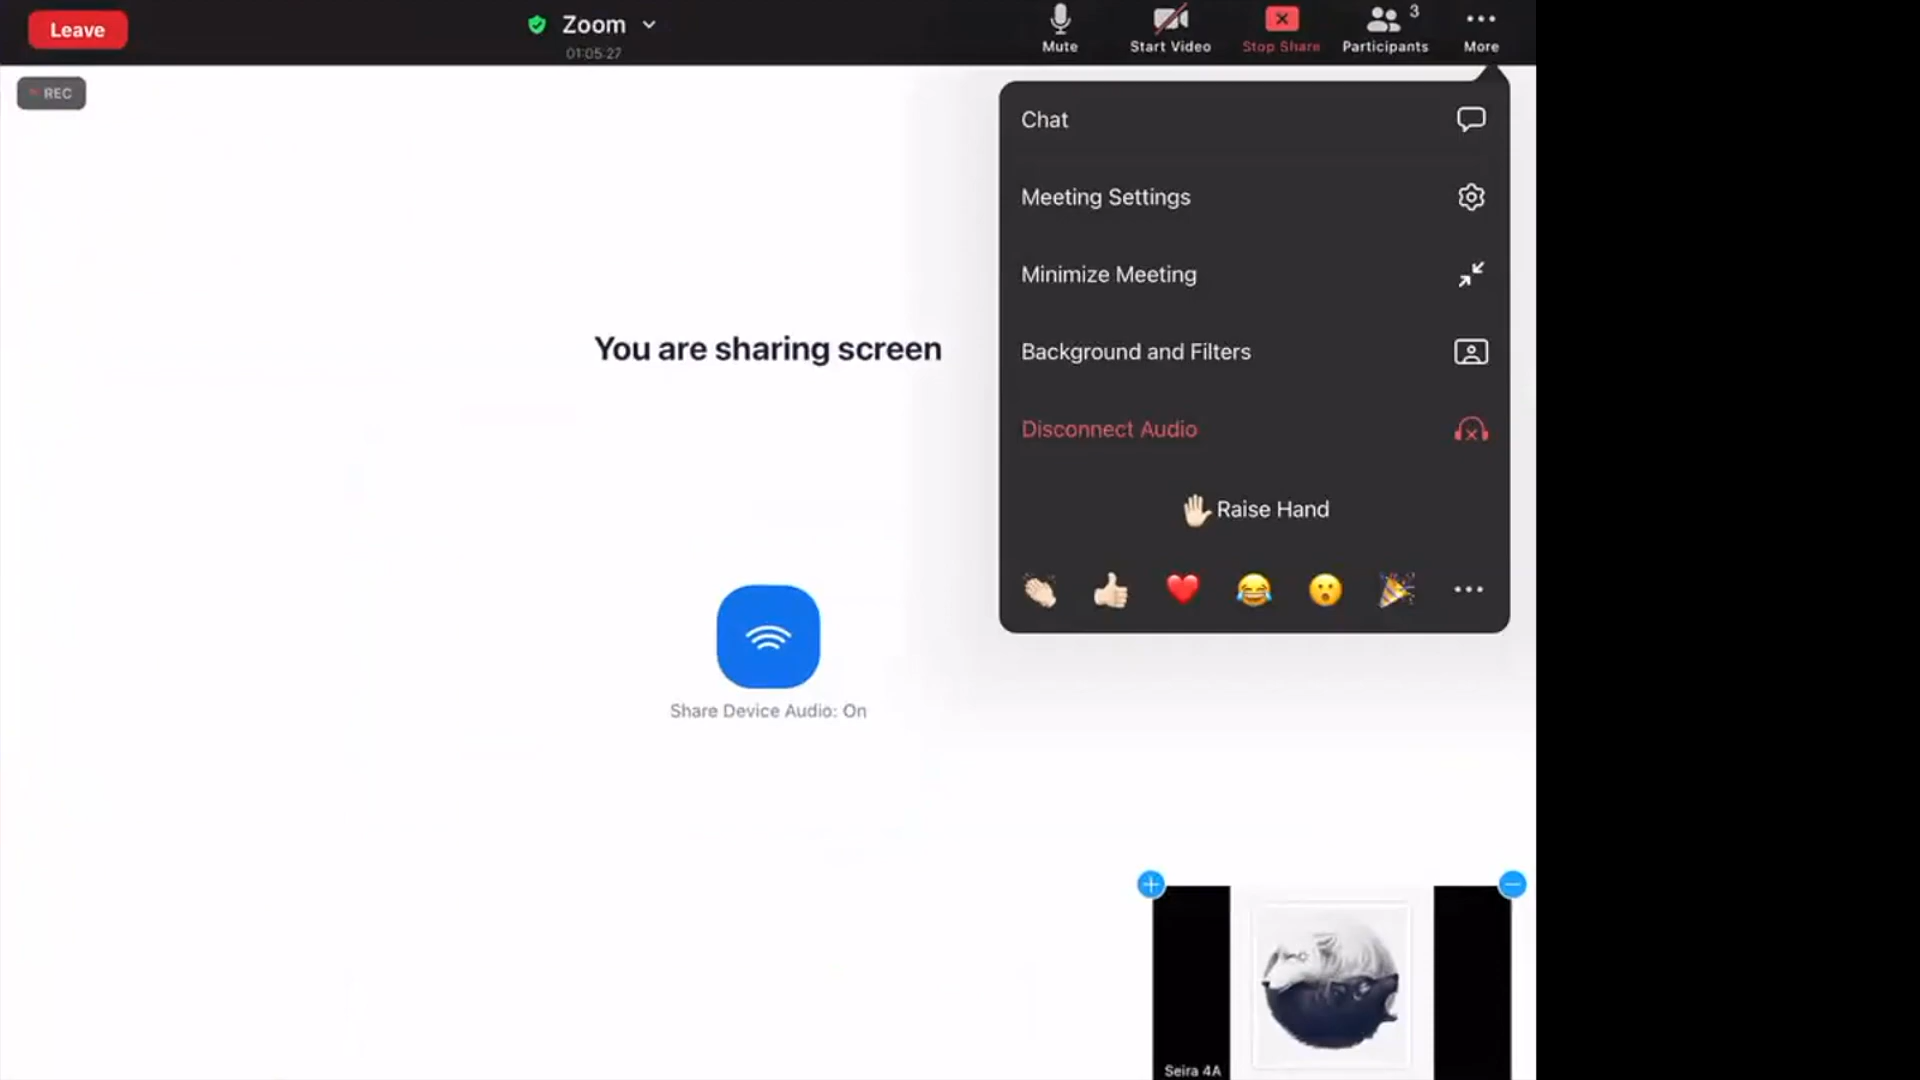 Leave
Zoom
01:05:27
Mute
Start Video
Stop Share
Participants
3
More
REC
Chat
Meeting Settings
Minimize Meeting
Background and Filters
Disconnect Audio
Raise Hand
You are sharing screen
Share Device Audio: On
Seira 4A